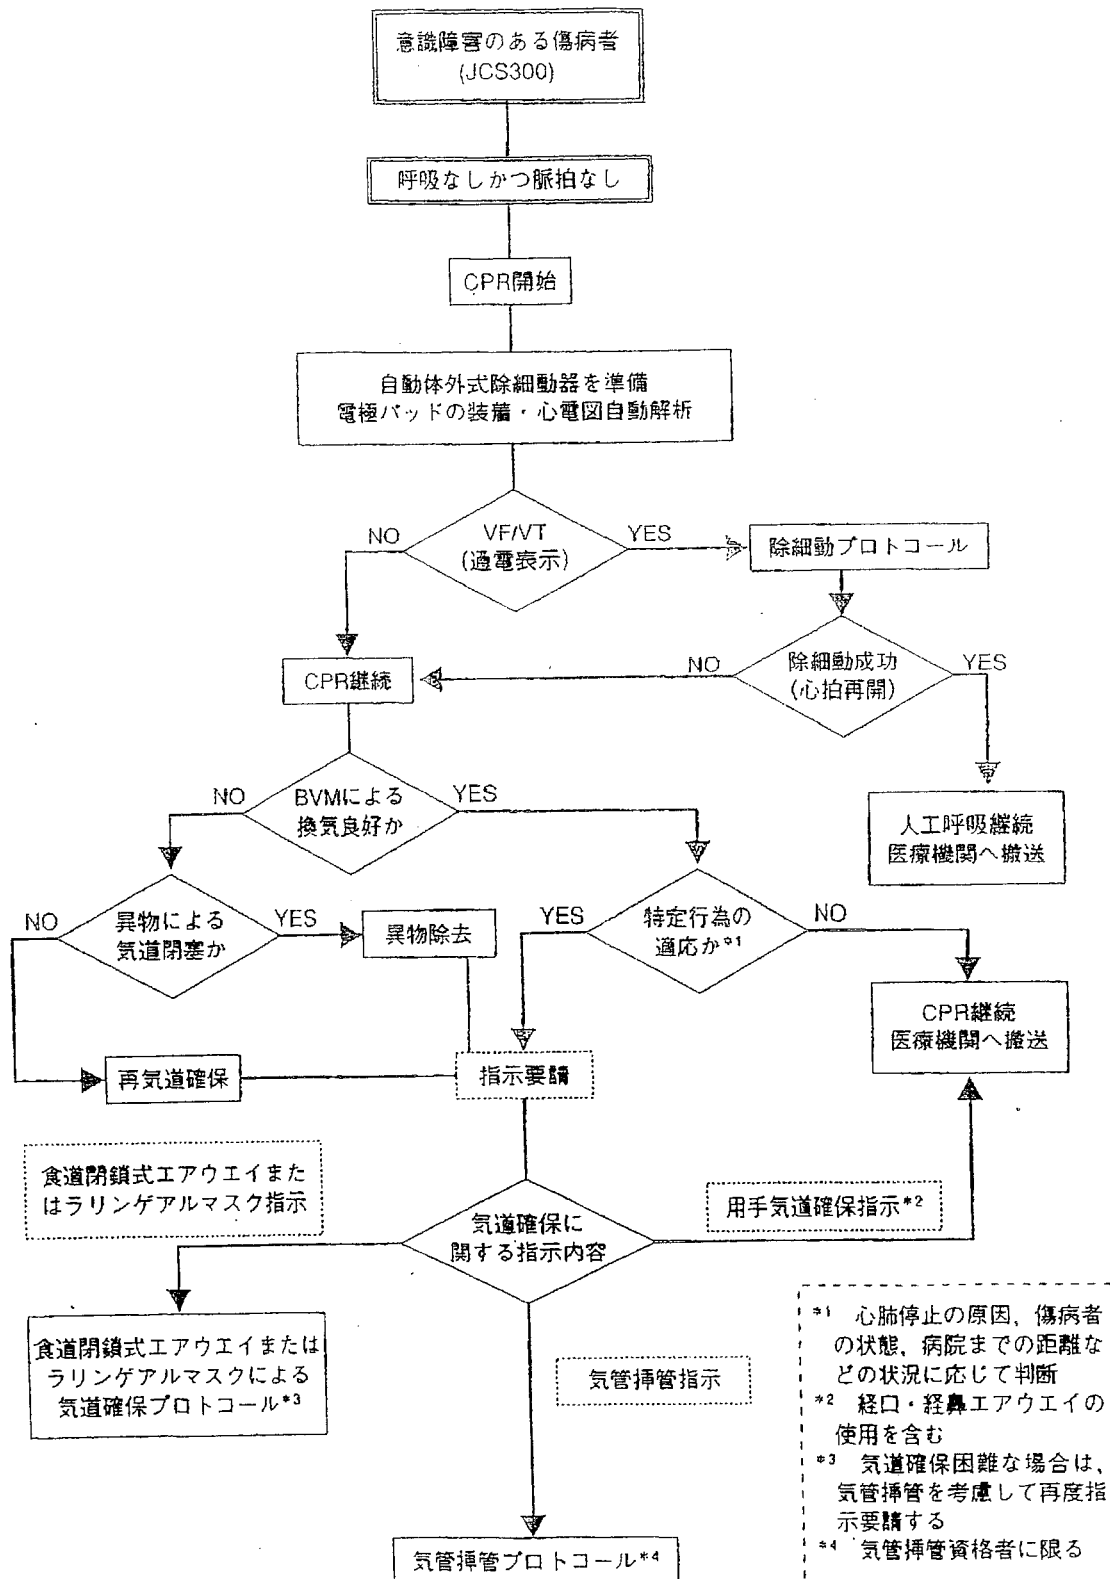 意識障害のある傷病者
(JCS300)
呼吸なしかつ脈拍なし
CPR開始
自動体外式除細動器を準備
電極パッドの装着・心電図自動解析
NO
VF/VT
(通電表示)
YES
除細動プロトコール
CPR継続
NO
除細動成功
(心拍再開)
YES
NO
BVMによる
換気良好か
YES
人工呼吸継続
医療機関へ搬送
NO
異物による
気道閉塞か
YES
異物除去
YES
特定行為の
適応か*1
NO
CPR継続
医療機関へ搬送
再気道確保
指示要請
食道閉鎖式エアウエイまた
はラリンゲアルマスク指示
気道確保に
関する指示内容
用手気道確保指示*2
食道閉鎖式エアウエイまたは
ラリンゲアルマスクによる
気道確保プロトコール*3
気管挿管指示
気管挿管プロトコール*4
*1 心肺停止の原因，傷病者
の状態，病院までの距離な
どの状況に応じて判断
*2 経口・経鼻エアウエイの
使用を含む
*3 気道確保困難な場合は，
気管挿管を考慮して再度指
示要請する
*4 気管挿管資格者に限る